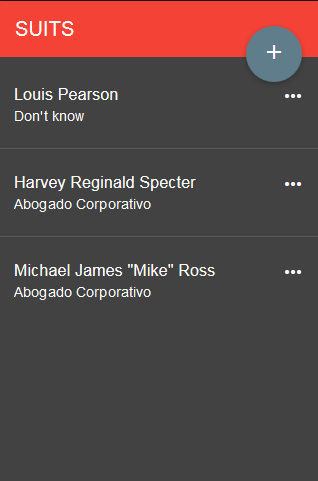 SUITS
Louis Pearson
Don't know
Harvey Reginald Specter
Abogado Corporativo
Michael James "Mike" Ross
Abogado Corporativo